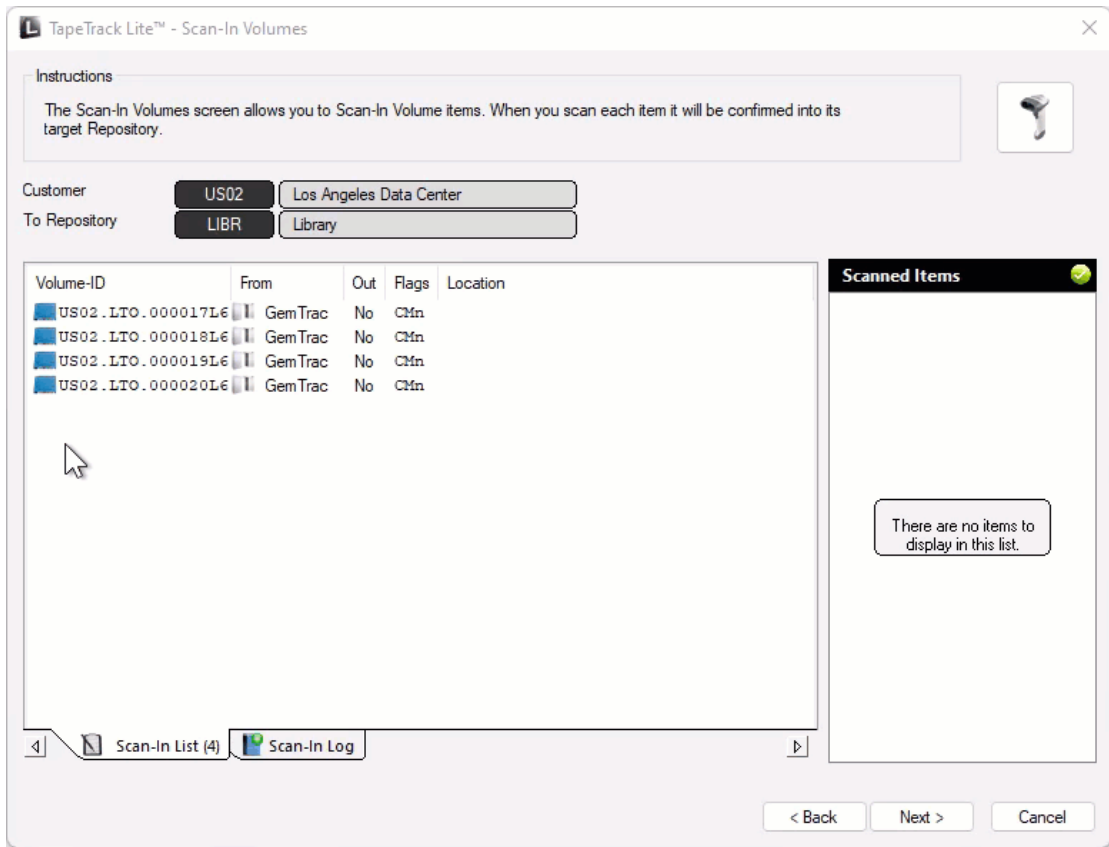 TapeTrack Lite™ - Scan-In Volumes
Instructions
The Scan-In Volumes screen allows you to Scan-In Volume items. When you scan each item it will be confirmed into its
target Repository.
Customer US02 Los Angeles Data Center
To Repository LIBR Library
Volume-ID From Out Flags Location
US02.LTO.000017L6 GemTrac No CMn
US02.LTO.000018L6 GemTrac No CMn
US02.LTO.000019L6 GemTrac No CMn
US02.LTO.000020L6 GemTrac No CMn
Scanned Items
There are no items to
display in this list.
Scan-In List (4) Scan-In Log
< Back Next > Cancel